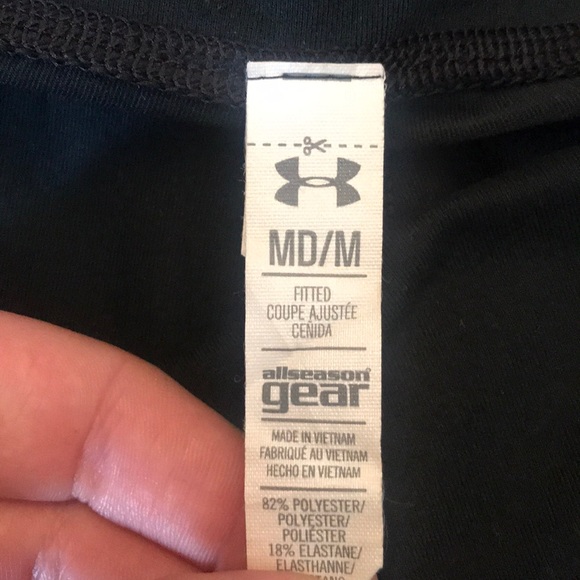 MD/M
FITTED
COUPE AJUSTÉE
CEÑIDA
allseason
gear
MADE IN VIETNAM
FABRIQUÉ AU VIETNAM
HECHO EN VIETNAM
82% POLYESTER/
POLYESTER/
POLIÉSTER
18% ELASTANE/
ELASTHANNE/